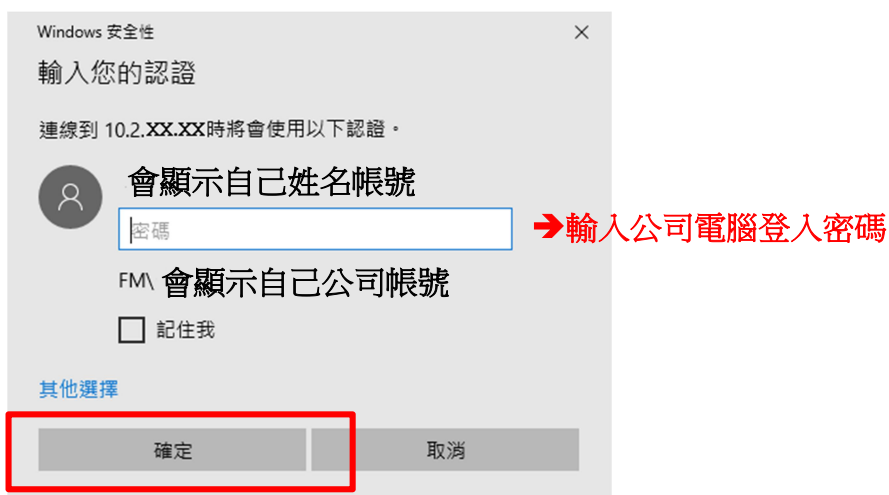 Windows 安全性
輸入您的認證
連線到 10.2.XX.XX時將會使用以下認證。
會顯示自己姓名帳號
密碼
➔輸入公司電腦登入密碼
FM\ 會顯示自己公司帳號
記住我
其他選擇
確定
取消